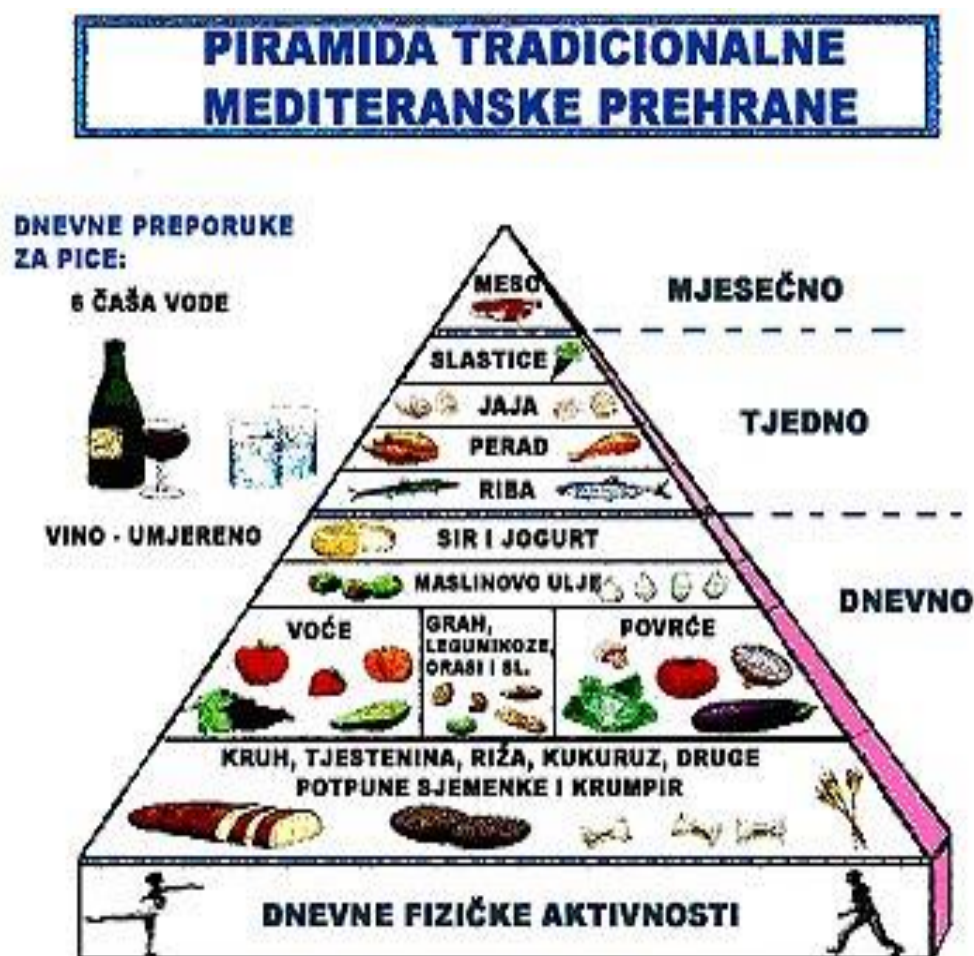 PIRAMIDA TRADICIONALNE
MEDITERANSKE PREHRANE
DNEVNE PREPORUKE
ZA PICE:
6 ČAŠA VODE
VINO - UMJERENO
MESO
MJESEČNO
SLASTICE
JAJA
PERAD
RIBA
TJEDNO
SIR I JOGURT
MASLINOVO ULJE
DNEVNO
VOĆE
GRAH,
LEGUMIKOZE,
ORASI I SL.
POVRĆE
KRUH, TJESTENINA, RIŽA, KUKURUZ, DRUGE
POTPUNE SJEMENKE I KRUMPIR
DNEVNE FIZIČKE AKTIVNOSTI